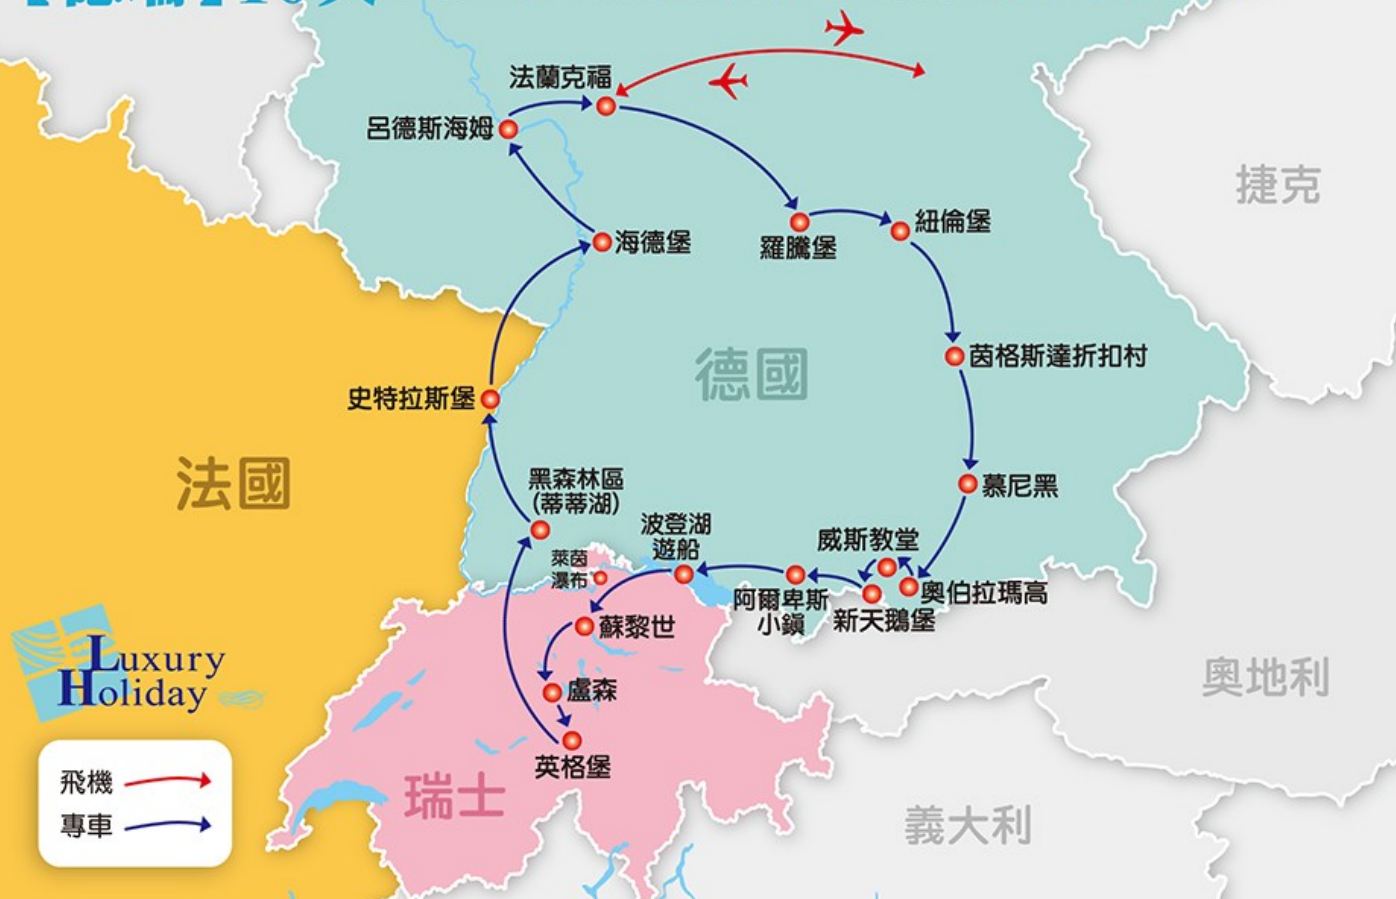 法蘭克福
呂德斯海姆
捷克
紐倫堡
海德堡
羅騰堡
茵格斯達折扣村
德國
史特拉斯堡
法國
黑森林區
(蒂蒂湖)
慕尼黑
波登湖
遊船
威斯教堂
萊茵
瀑布
奧伯拉瑪高
阿爾卑斯
小鎮
新天鵝堡
蘇黎世
Luxury
Holiday
奧地利
盧森
英格堡
飛機
瑞士
專車
義大利